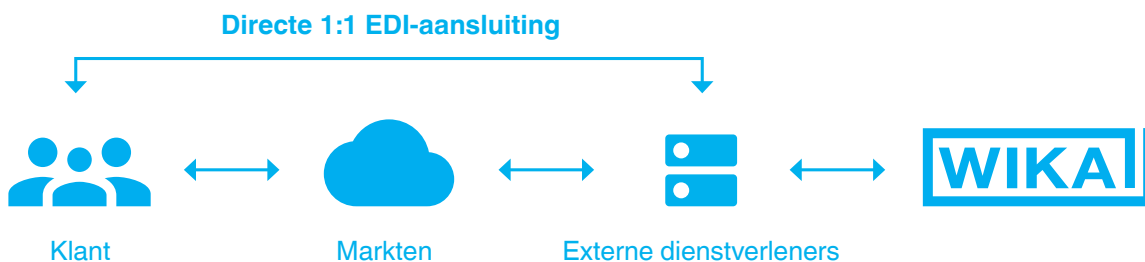 Directe 1:1 EDI-aansluiting
WIKA
Klant
Markten
Externe dienstverleners